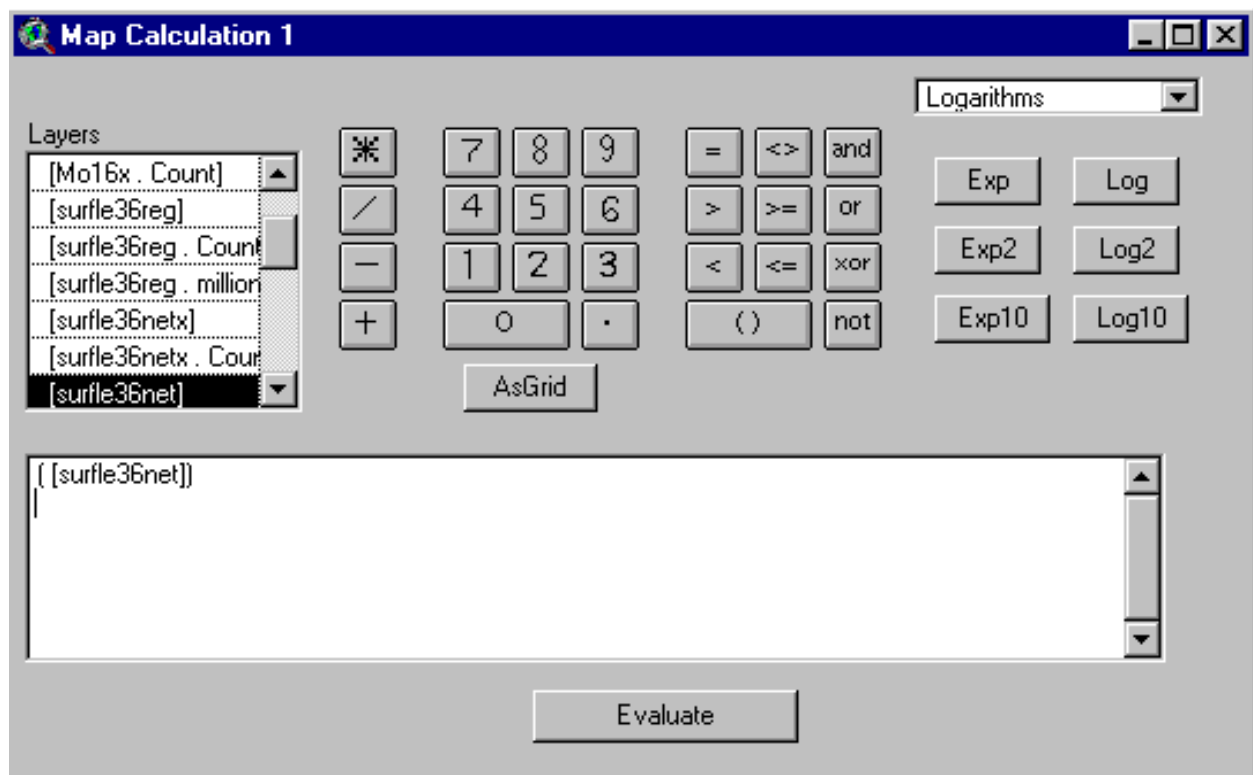 Map Calculation 1
Logarithms
Layers
[Mo16x . Count]
[surfle36reg]
[surfle36reg . Count
[surfle36reg . million
[surfle36netx]
[surfle36netx . Cour
[surfle36net]
* 7 8 9 = <> and
/ 4 5 6 > >= or
- 1 2 3 < <= xor
+ 0 . ( ) not
AsGrid
Exp Log
Exp2 Log2
Exp10 Log10
( [surfle36net])
Evaluate